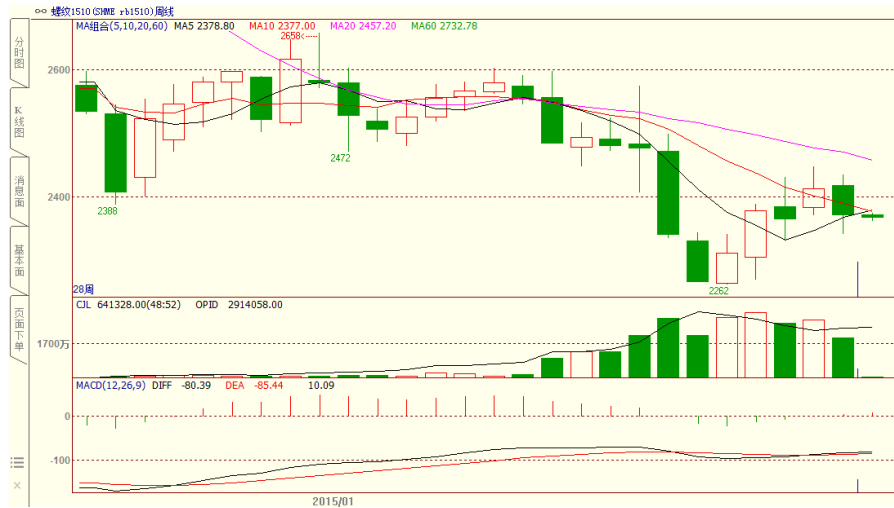 螺纹1510(SHME rb1510)周线
MA组合(5,10,20,60) MA5 2378.80 MA10 2377.00 MA20 2457.20 MA60 2732.78
分时图
K线图
消息面
基本面
页面下单
2658
2600
2472
2400
2388
2262
28周
CJL 641328.00(48:52) OPID 2914058.00
1700万
MACD(12,26,9) DIFF -80.39 DEA -85.44 10.09
0
-100
2015/01